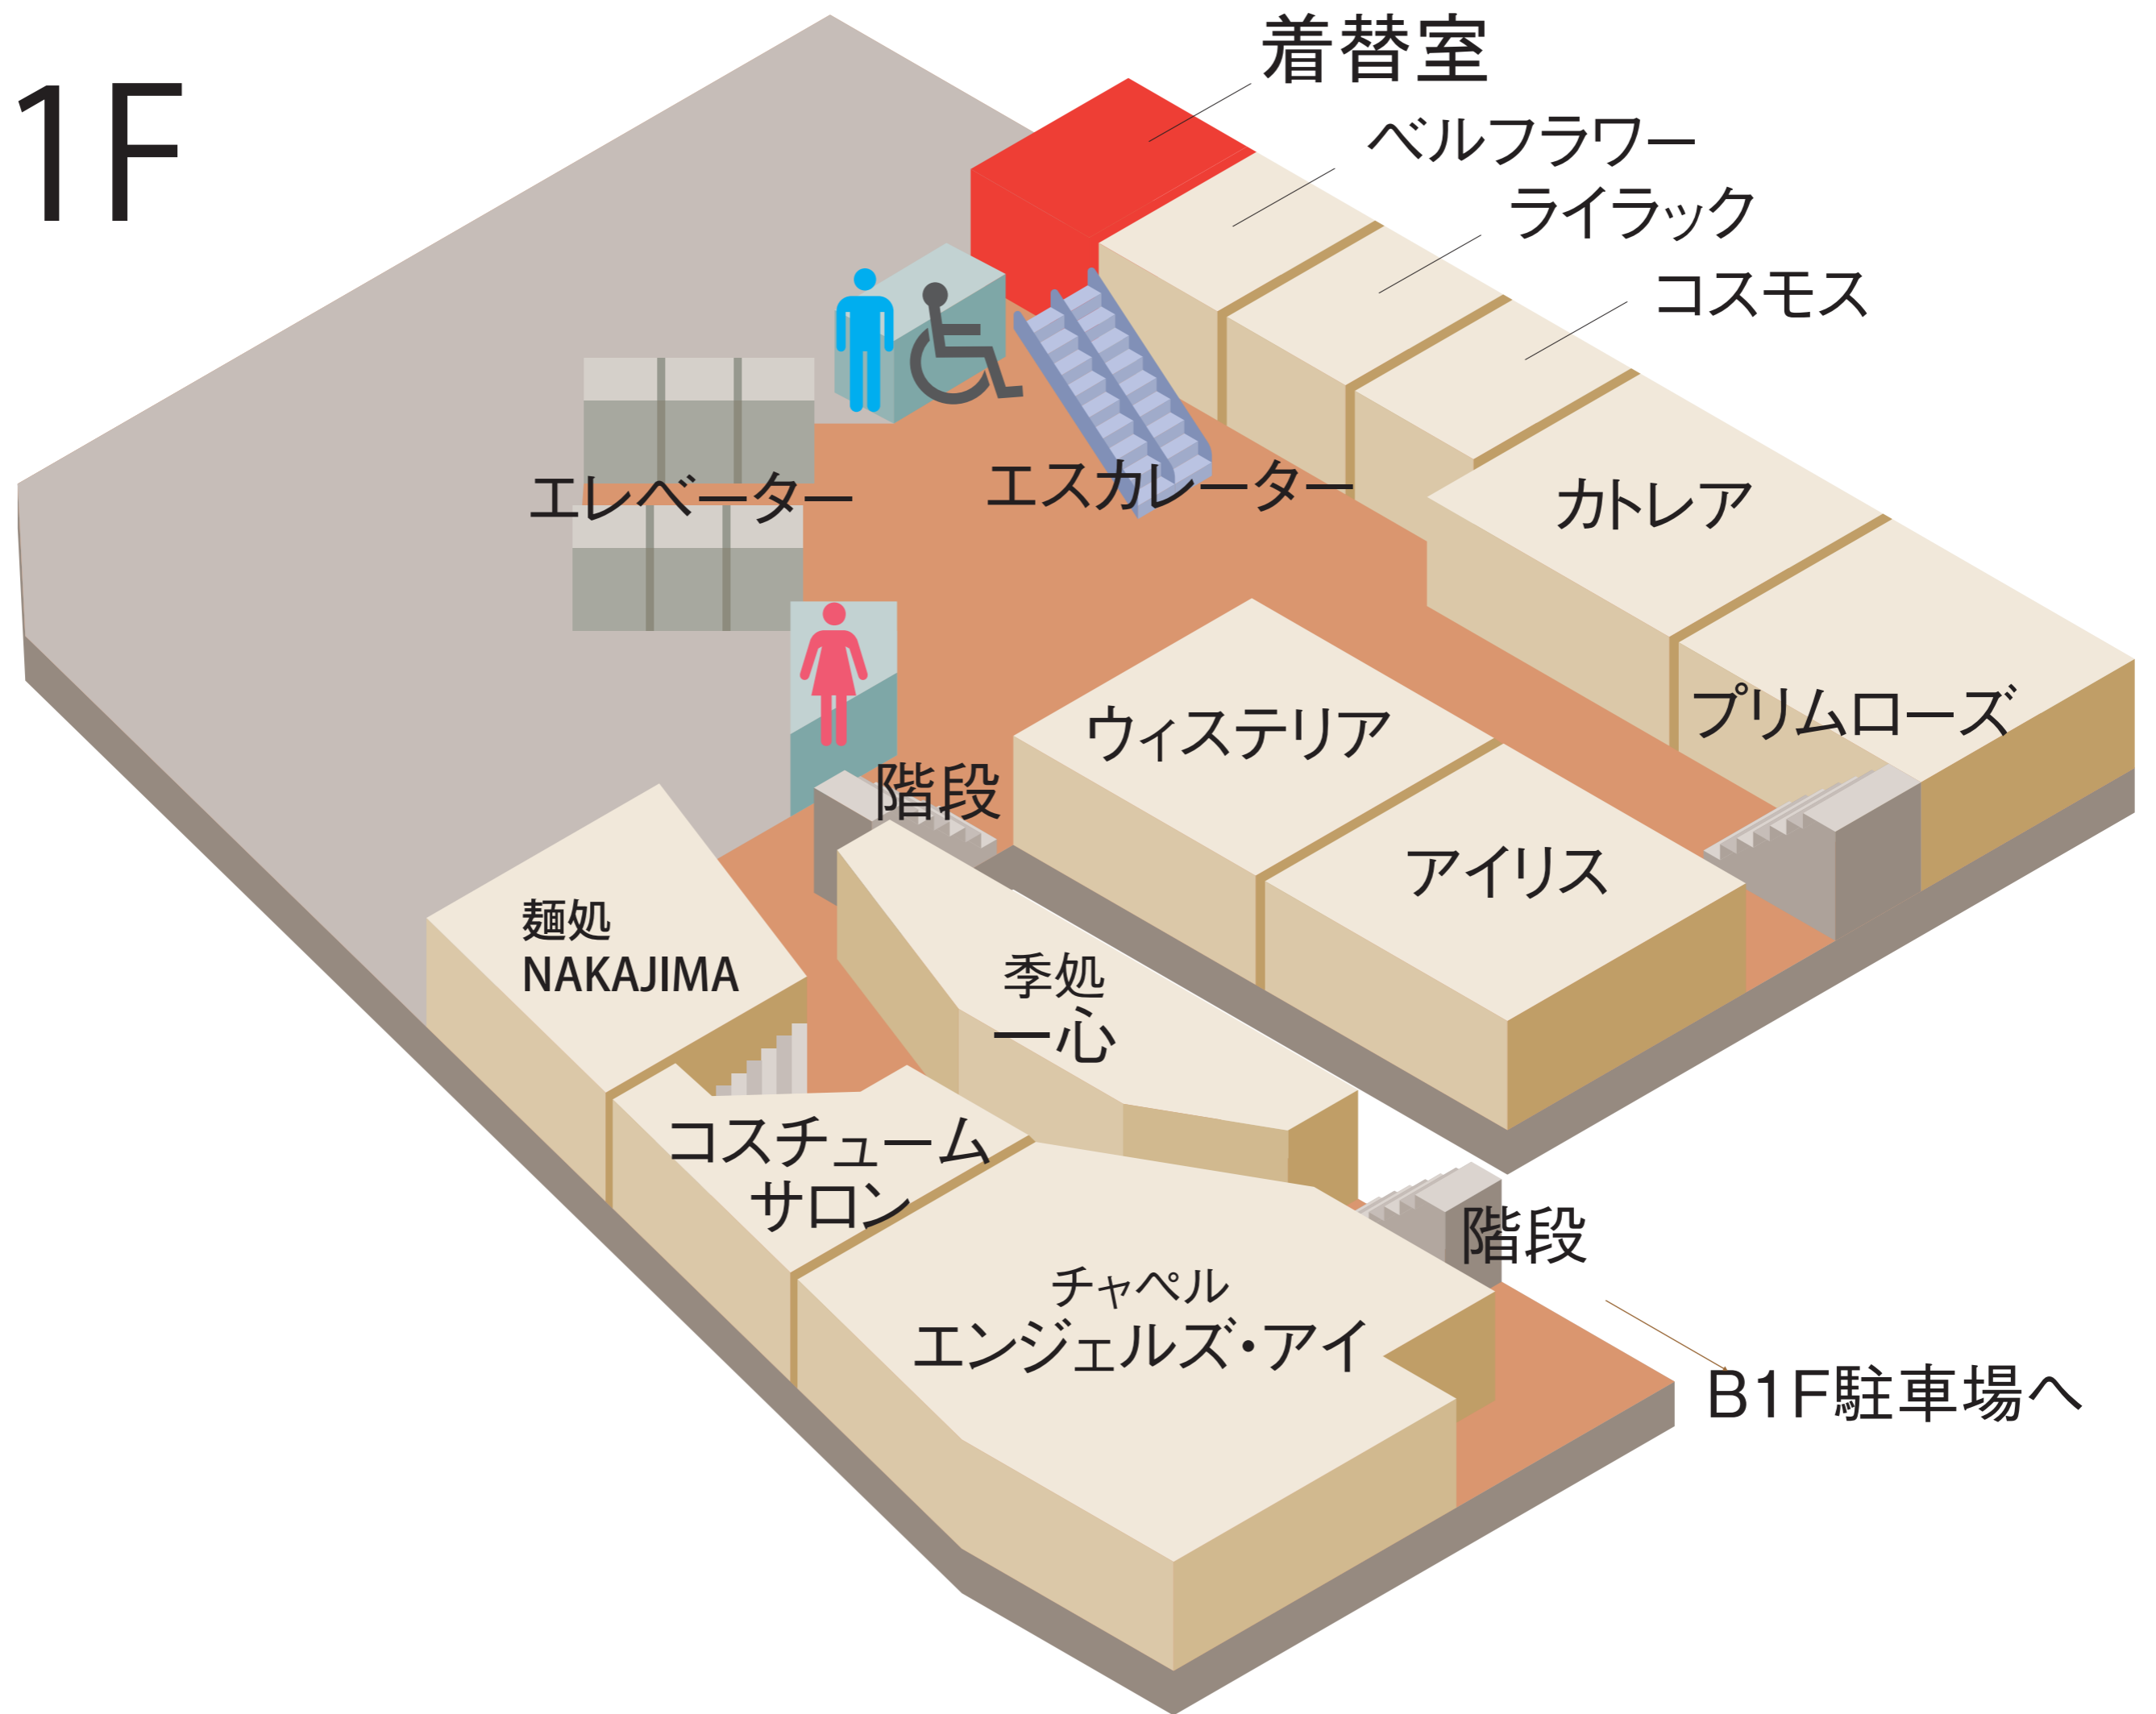 1F
着替室
ベルフラワー
ライラック
コスモス
エレベーター
エスカレーター
カトレア
プリムローズ
ウィステリア
階段
アイリス
麺処
NAKAJIMA
季処
一心
コスチューム
サロン
階段
チャペル
エンジェルズ・アイ
B1F駐車場へ